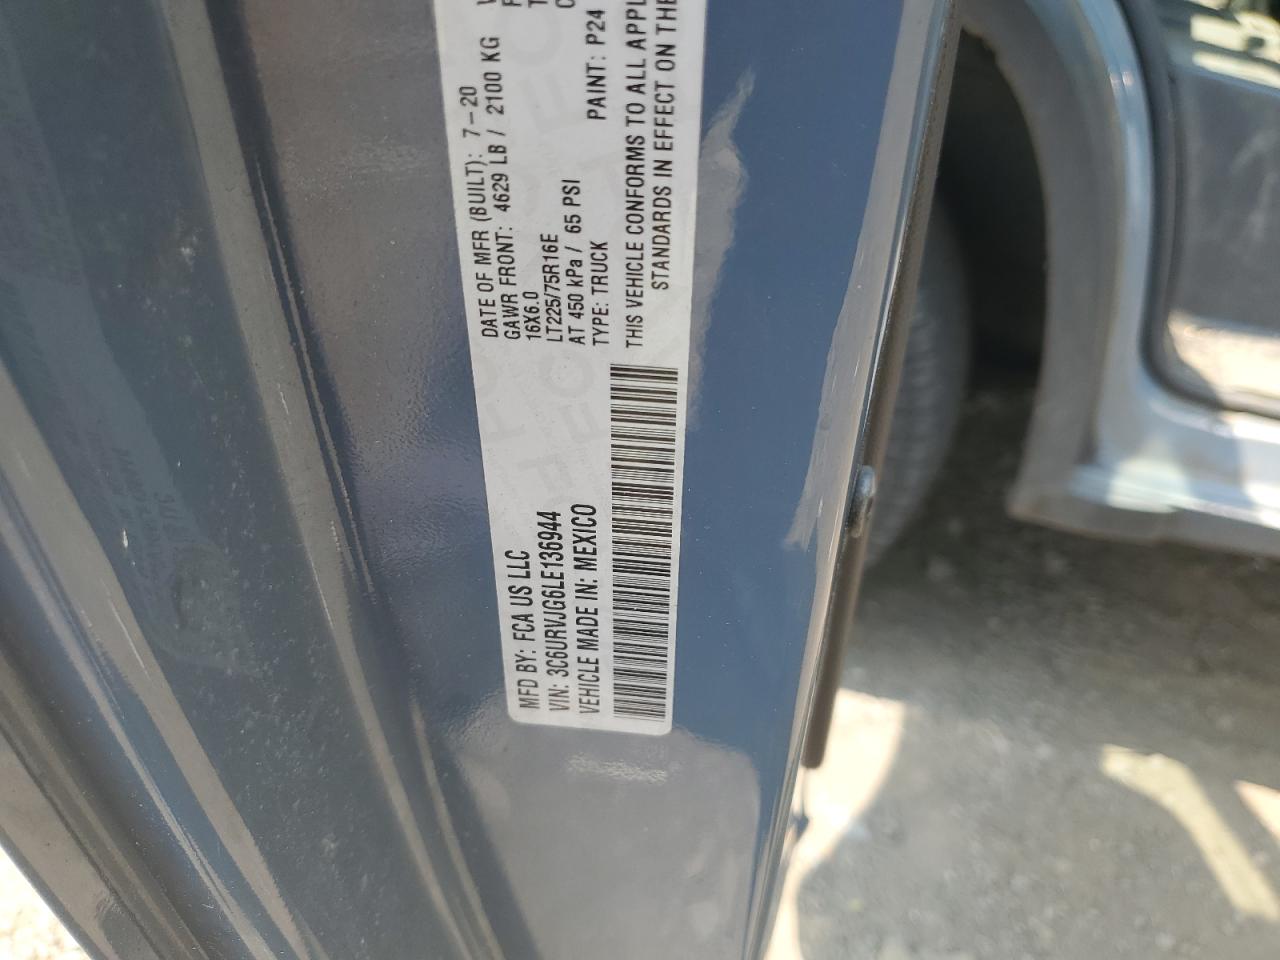 MFD BY: FCA US LLC
DATE OF MFR (BUILT): 7-20
GAWR FRONT: 4629 LB / 2100 KG
VIN: 3C6URVJG6LE136944
16X6.0
LT225/75R16E
VEHICLE MADE IN: MEXICO
AT 450 kPa / 65 PSI
TYPE: TRUCK
PAINT: P24
THIS VEHICLE CONFORMS TO ALL
STANDARDS IN EFFECT ON THE